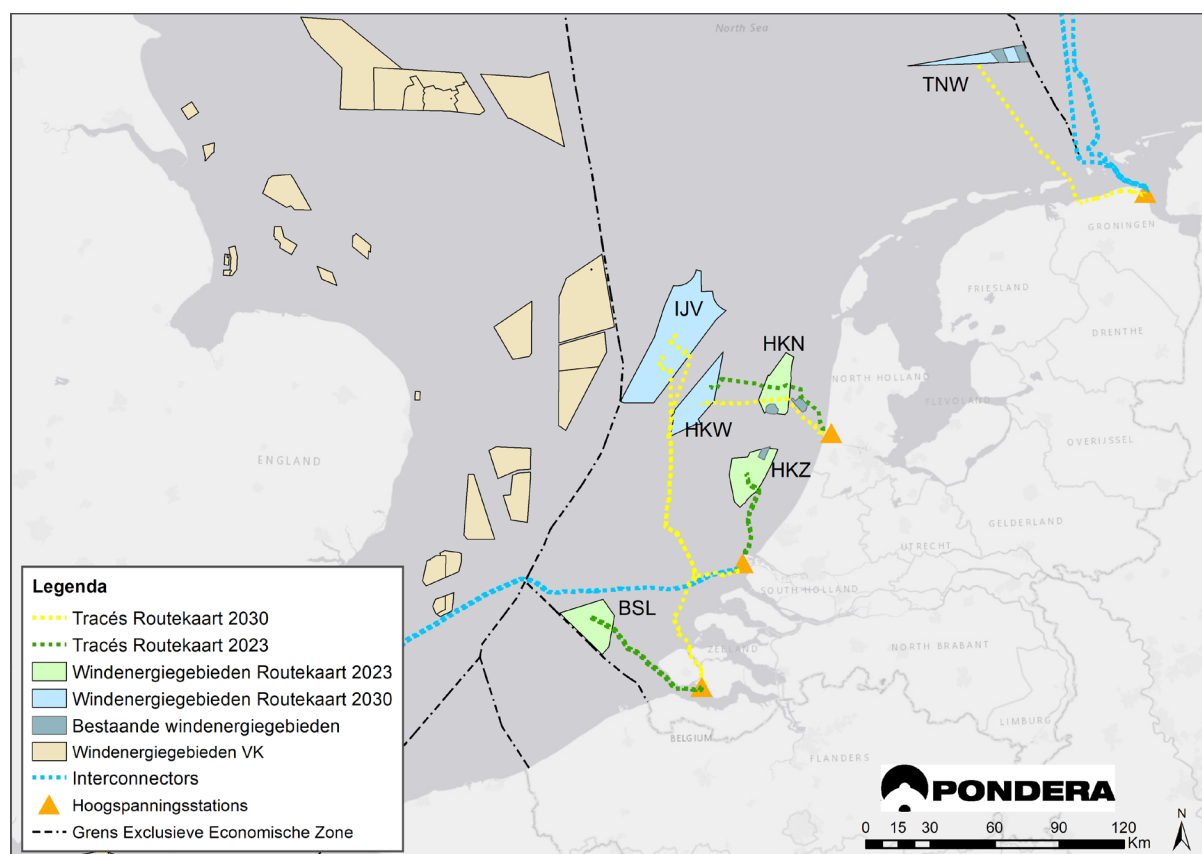 North Sea
TNW
GRONINGEN
FRIESLAND
DRENTHE
IJV
HKN
NORTH HOLLAND
FLEVOLAND
HKW
OVERIJSSEL
ENGLAND
HKZ
GELDERLAND
UTRECHT
SOUTH HOLLAND
BSL
ZEELAND
NORTH BRABANT
LIMBURG
BELGIUM
FLANDERS
Legenda
Tracés Routekaart 2030
Tracés Routekaart 2023
Windenergiegebieden Routekaart 2023
Windenergiegebieden Routekaart 2030
Bestaande windenergiegebieden
Windenergiegebieden VK
Interconnectors
Hoogspanningsstations
Grens Exclusieve Economische Zone
PONDERA
0 15 30 60 90 120
Km
N